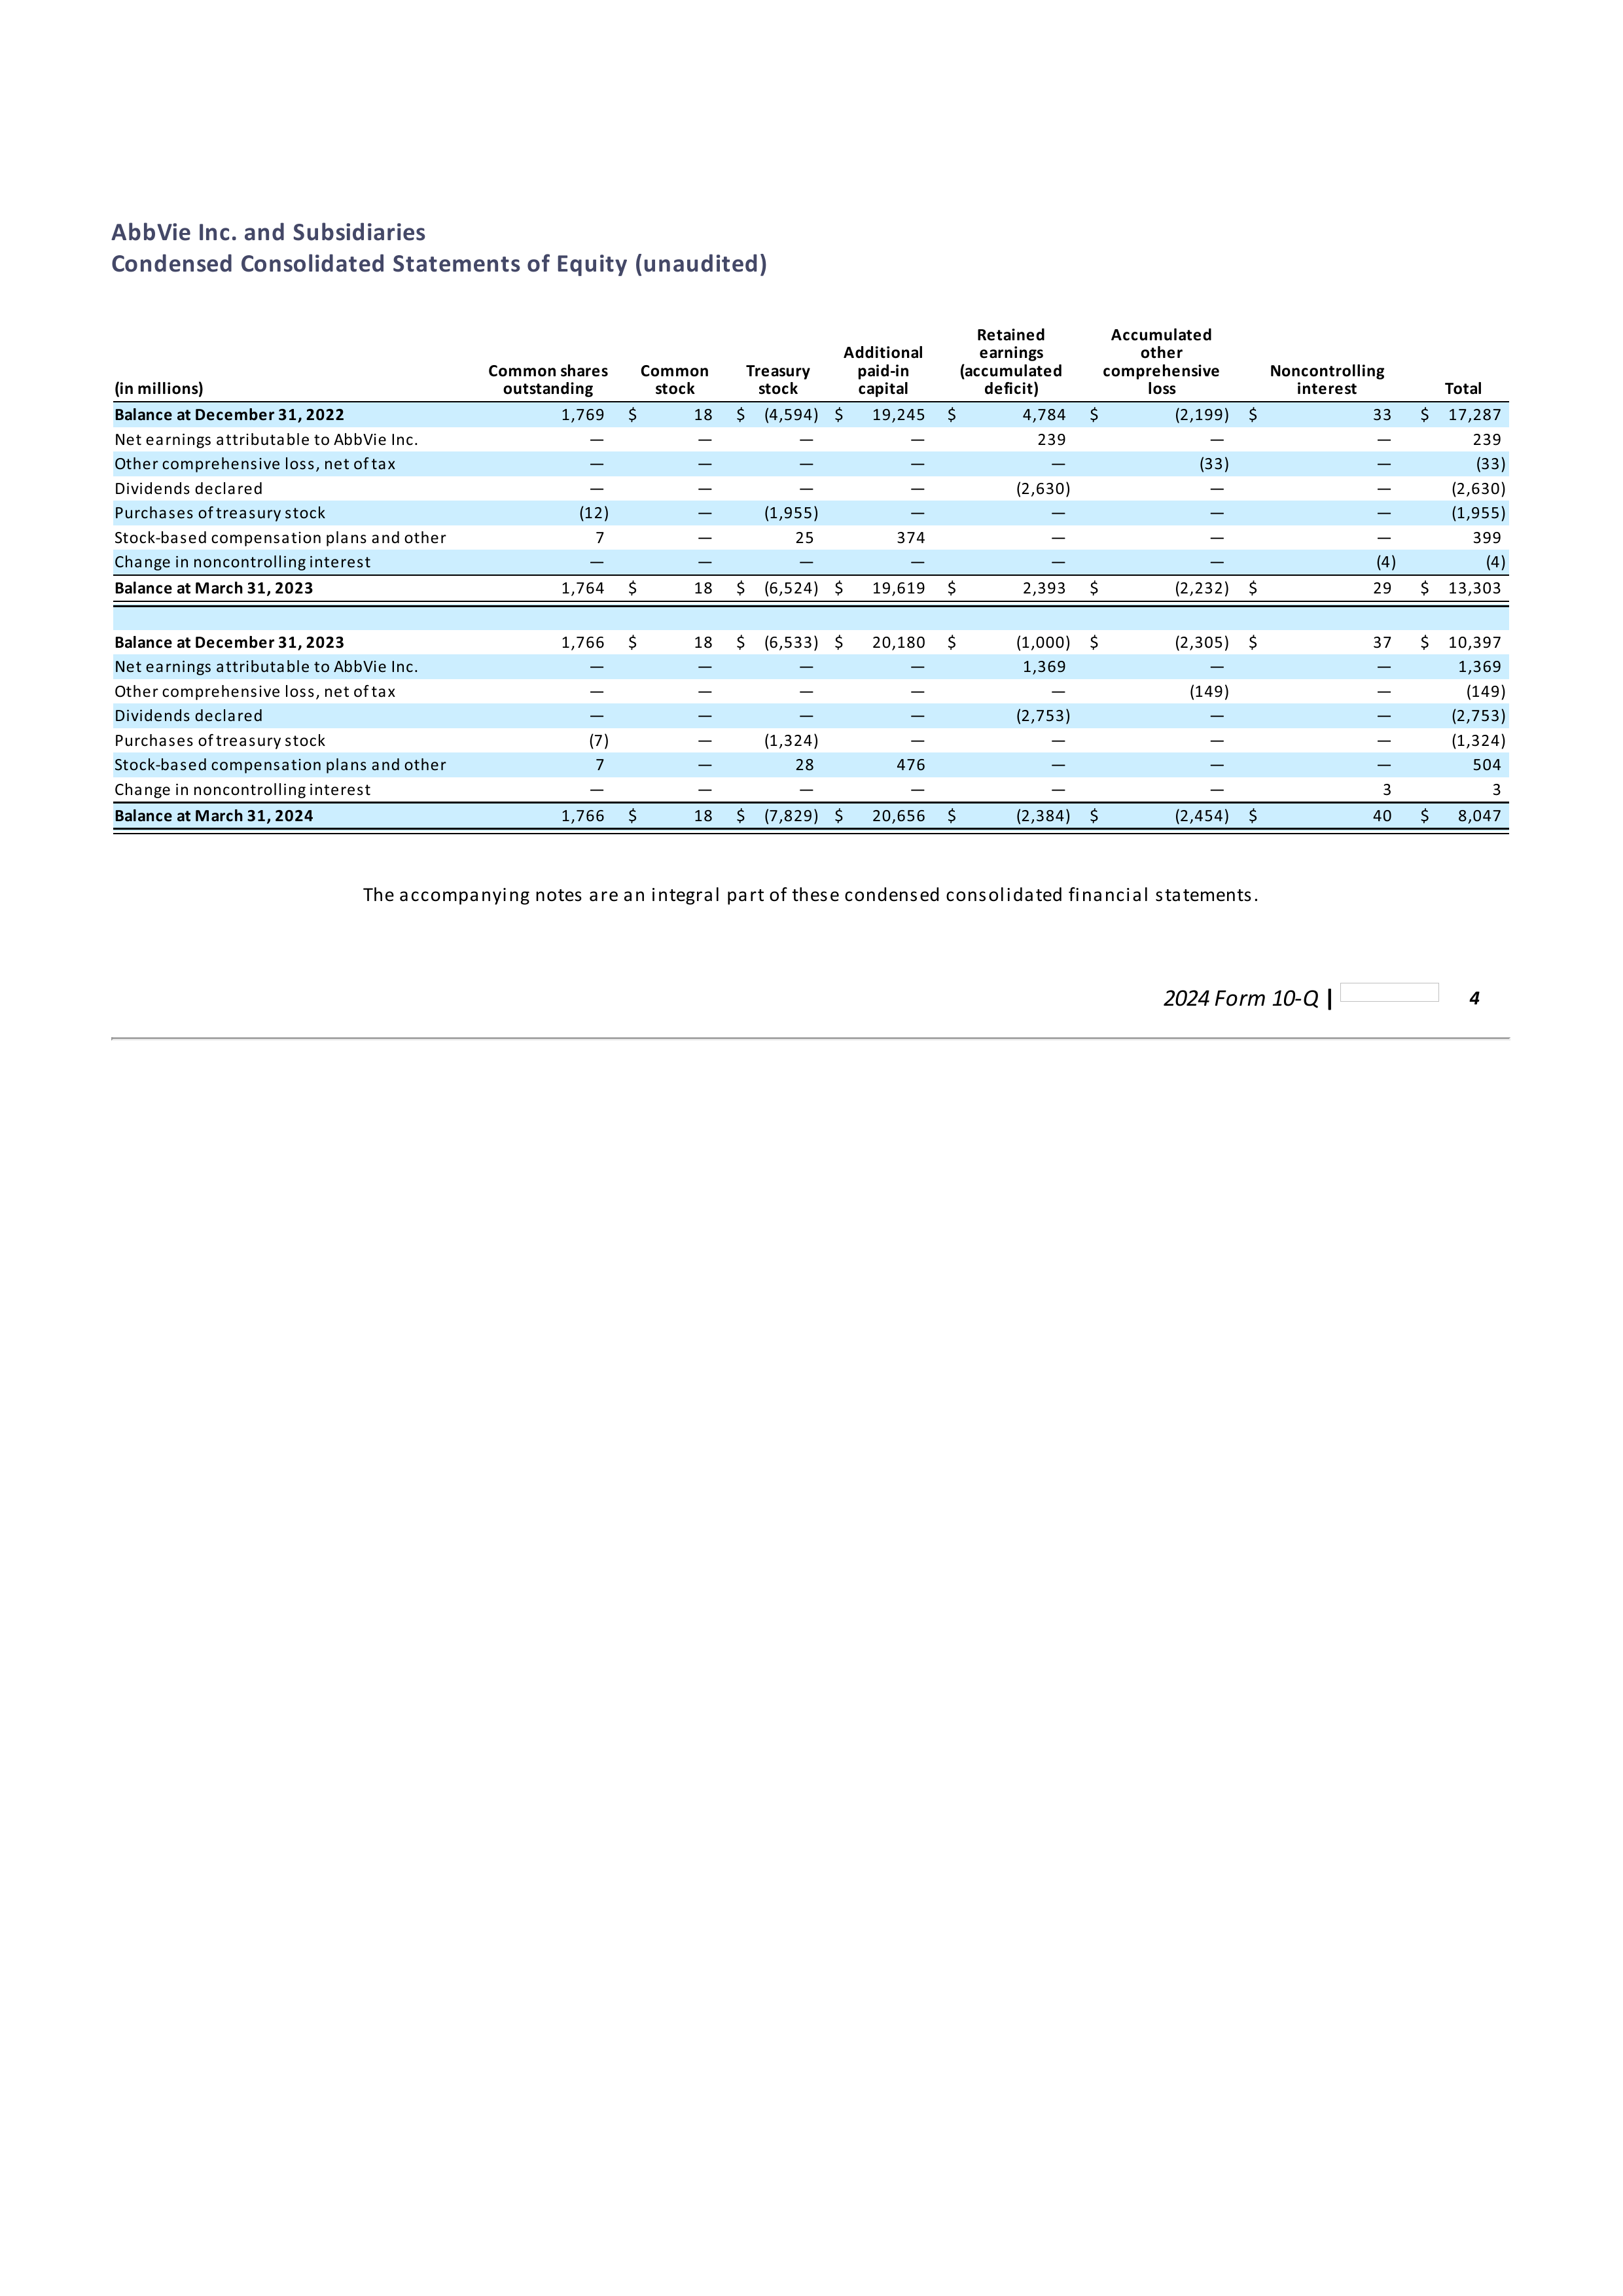 AbbVie Inc. and Subsidiaries
Condensed Consolidated Statements of Equity (unaudited)
(in millions) Common shares outstanding Common stock Treasury stock Additional paid-in capital Retained earnings (accumulated deficit) Accumulated other comprehensive loss Noncontrolling interest Total
Balance at December 31, 2022 1,769 $ 18 $ (4,594) $ 19,245 $ 4,784 $ (2,199) $ 33 $ 17,287
Net earnings attributable to AbbVie Inc. — — — — 239 — — 239
Other comprehensive loss, net of tax — — — — — (33) — (33)
Dividends declared — — — — (2,630) — — (2,630)
Purchases of treasury stock (12) — (1,955) — — — — (1,955)
Stock-based compensation plans and other 7 — 25 374 — — — 399
Change in noncontrolling interest — — — — — — (4) (4)
Balance at March 31, 2023 1,764 $ 18 $ (6,524) $ 19,619 $ 2,393 $ (2,232) $ 29 $ 13,303
Balance at December 31, 2023 1,766 $ 18 $ (6,533) $ 20,180 $ (1,000) $ (2,305) $ 37 $ 10,397
Net earnings attributable to AbbVie Inc. — — — — 1,369 — — 1,369
Other comprehensive loss, net of tax — — — — — (149) — (149)
Dividends declared — — — — (2,753) — — (2,753)
Purchases of treasury stock (7) — (1,324) — — — — (1,324)
Stock-based compensation plans and other 7 — 28 476 — — — 504
Change in noncontrolling interest — — — — — — 3 3
Balance at March 31, 2024 1,766 $ 18 $ (7,829) $ 20,656 $ (2,384) $ (2,454) $ 40 $ 8,047
The accompanying notes are an integral part of these condensed consolidated financial statements.
2024 Form 10-Q | 4